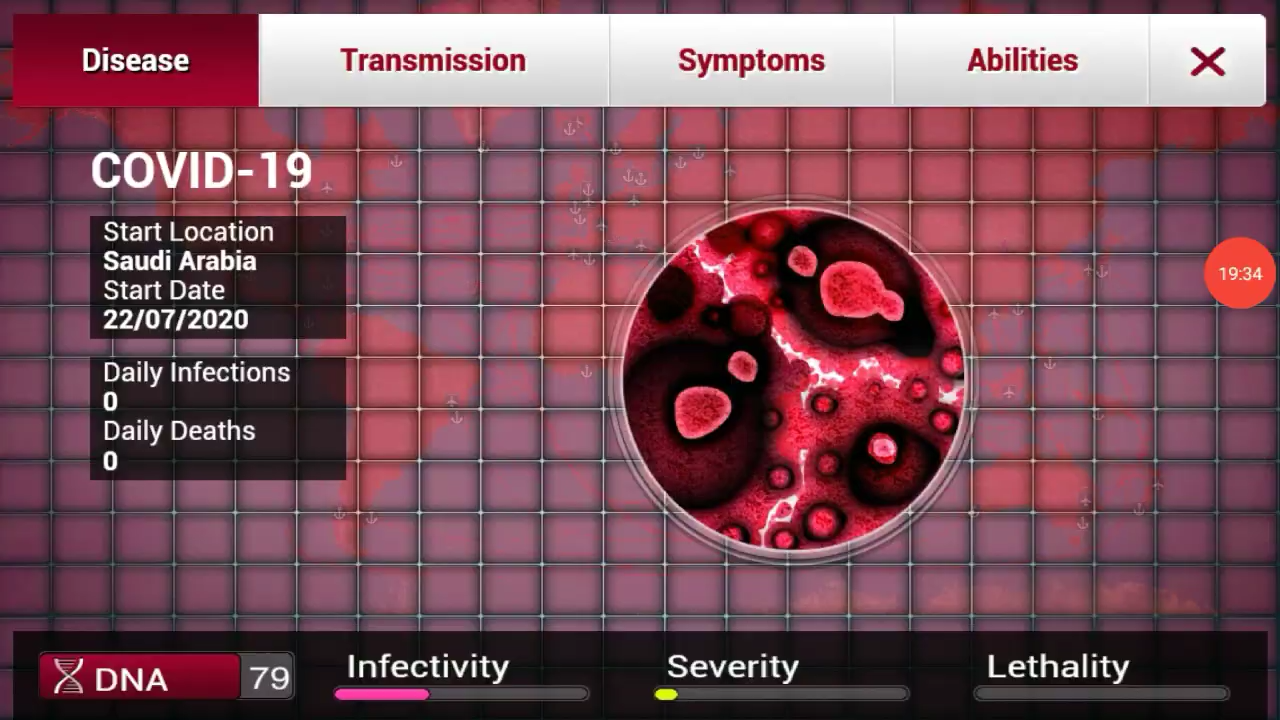 Disease
Transmission
Symptoms
Abilities
COVID-19
Start Location
Saudi Arabia
Start Date
22/07/2020
Daily Infections
0
Daily Deaths
0
19:34
DNA
79
Infectivity
Severity
Lethality